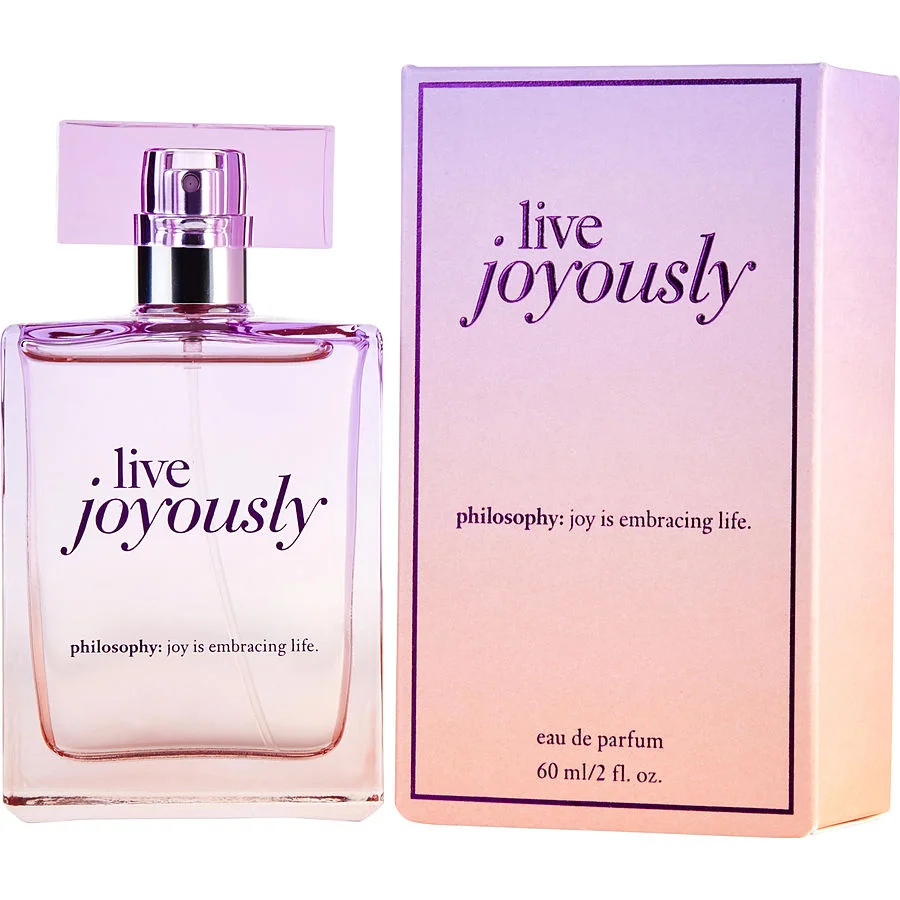 live
joyously
philosophy: joy is embracing life.
live
joyously
philosophy: joy is embracing life.
eau de parfum
60 ml/2 fl. oz.